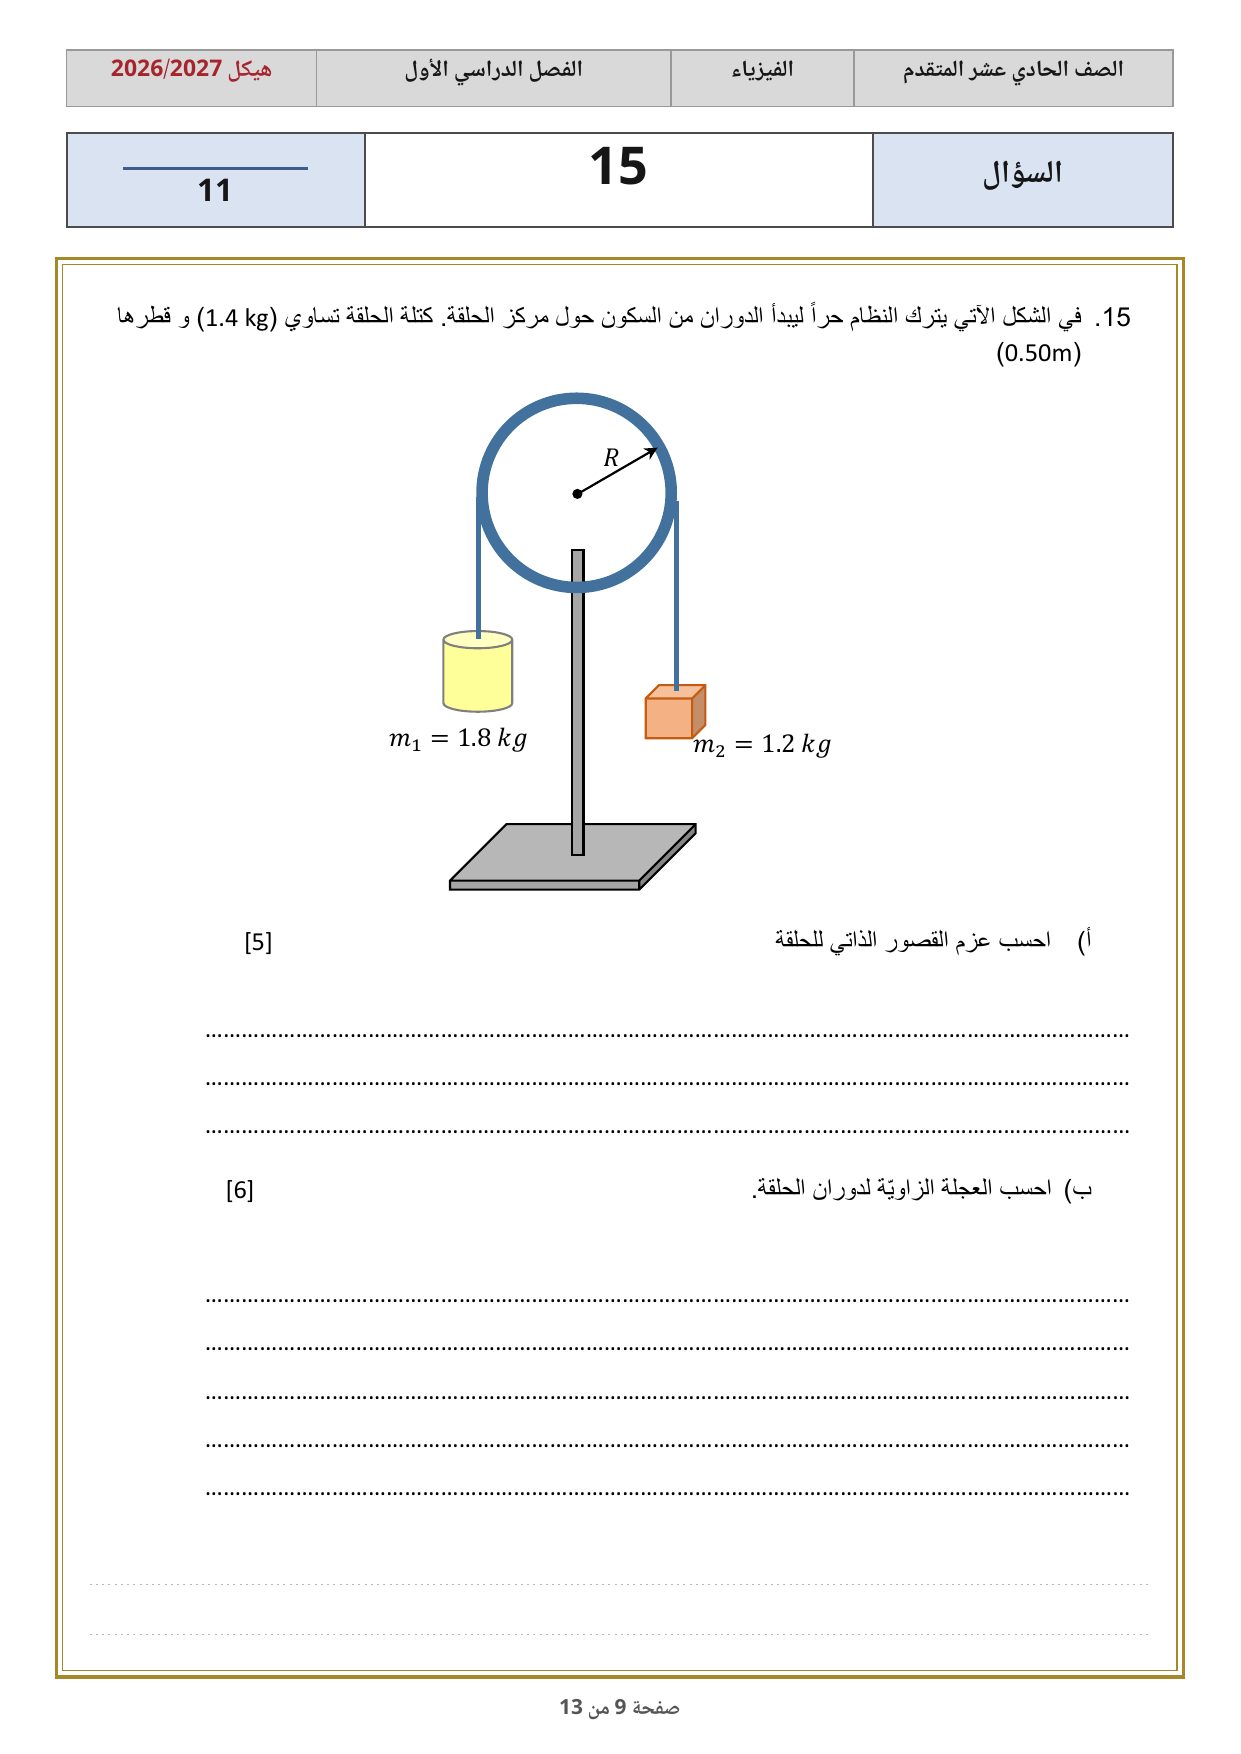 الصف الحادي عشر المتقدم
الفيزياء
الفصل الدراسي الأول
هيكل 2026/2027
السؤال
15
11
15. في الشكل الآتي يترك النظام حراً ليبدأ الدوران من السكون حول مركز الحلقة. كتلة الحلقة تساوي (1.4 kg) و قطرها
(0.50m)
R
m₁ = 1.8 kg
m₂ = 1.2 kg
أ) احسب عزم القصور الذاتي للحلقة [5]
ب) احسب العجلة الزاويّة لدوران الحلقة. [6]
صفحة 9 من 13